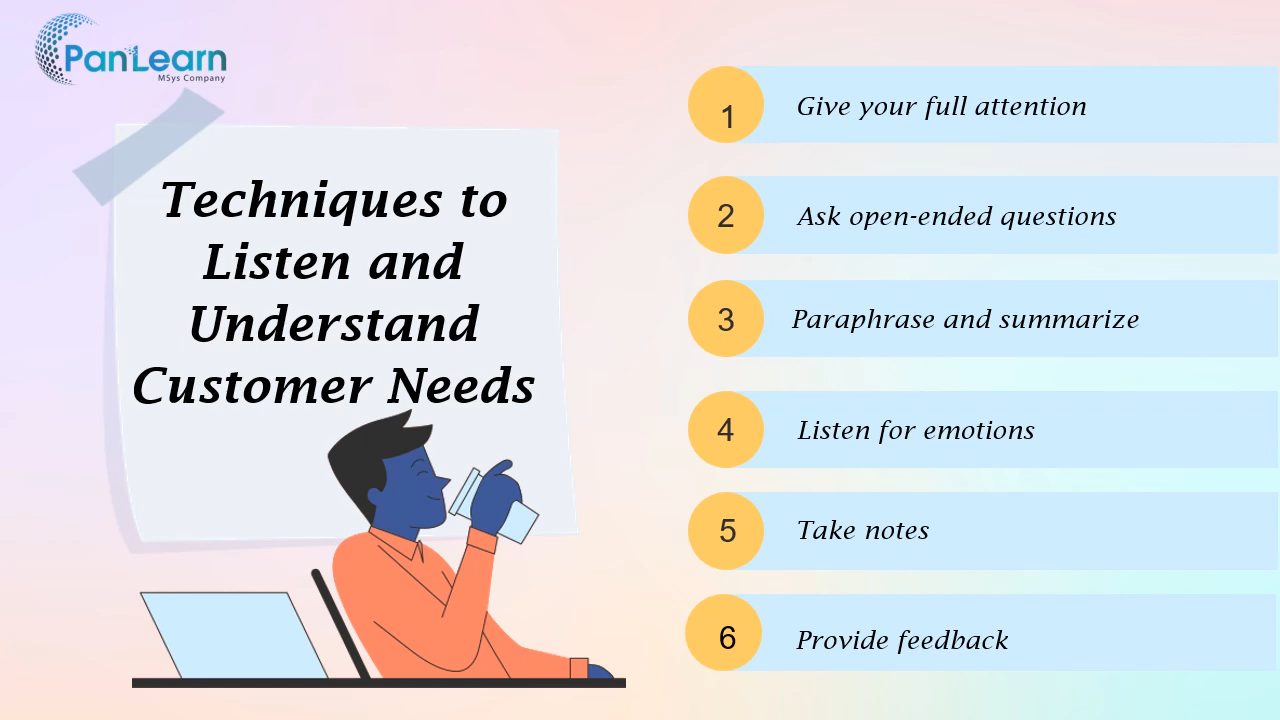 PanLearn
MSys Company
Techniques to
Listen and
Understand
Customer Needs
1 Give your full attention
2 Ask open-ended questions
3 Paraphrase and summarize
4 Listen for emotions
5 Take notes
6 Provide feedback